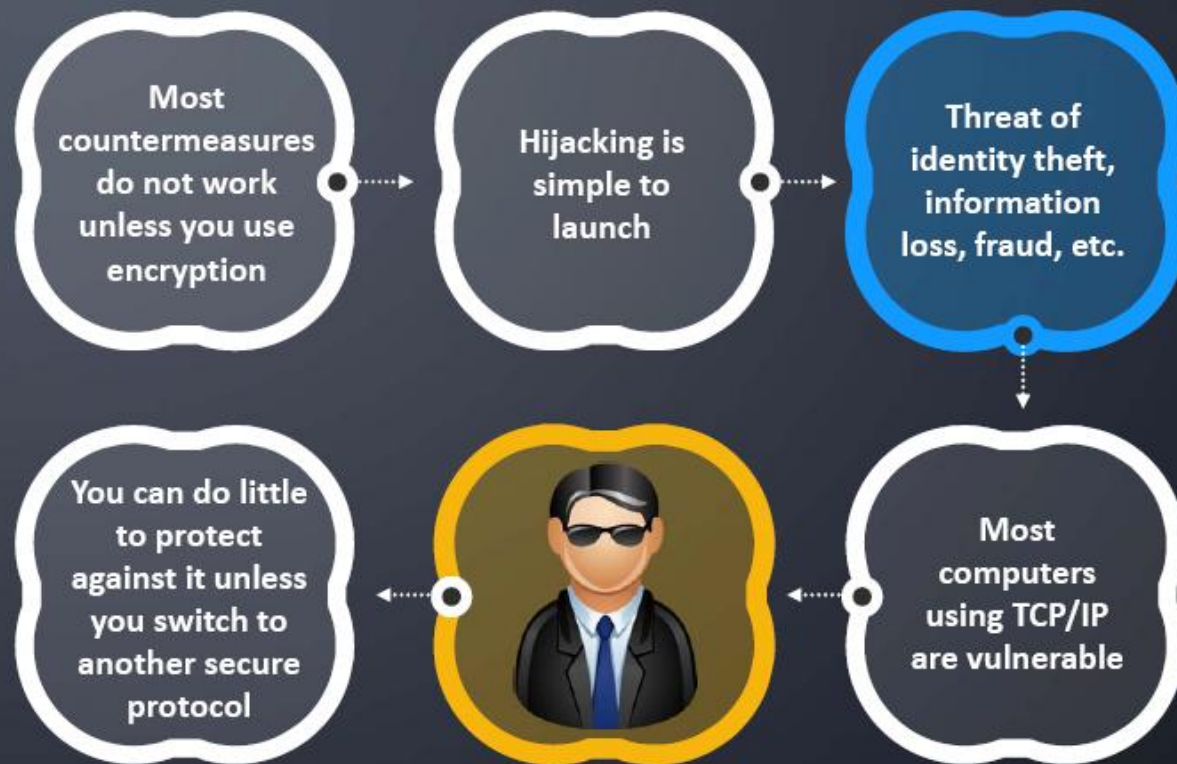 Most
countermeasures
do not work
unless you use
encryption
Hijacking is
simple to
launch
Threat of
identity theft,
information
loss, fraud, etc.
Most
computers
using TCP/IP
are vulnerable
You can do little
to protect
against it unless
you switch to
another secure
protocol